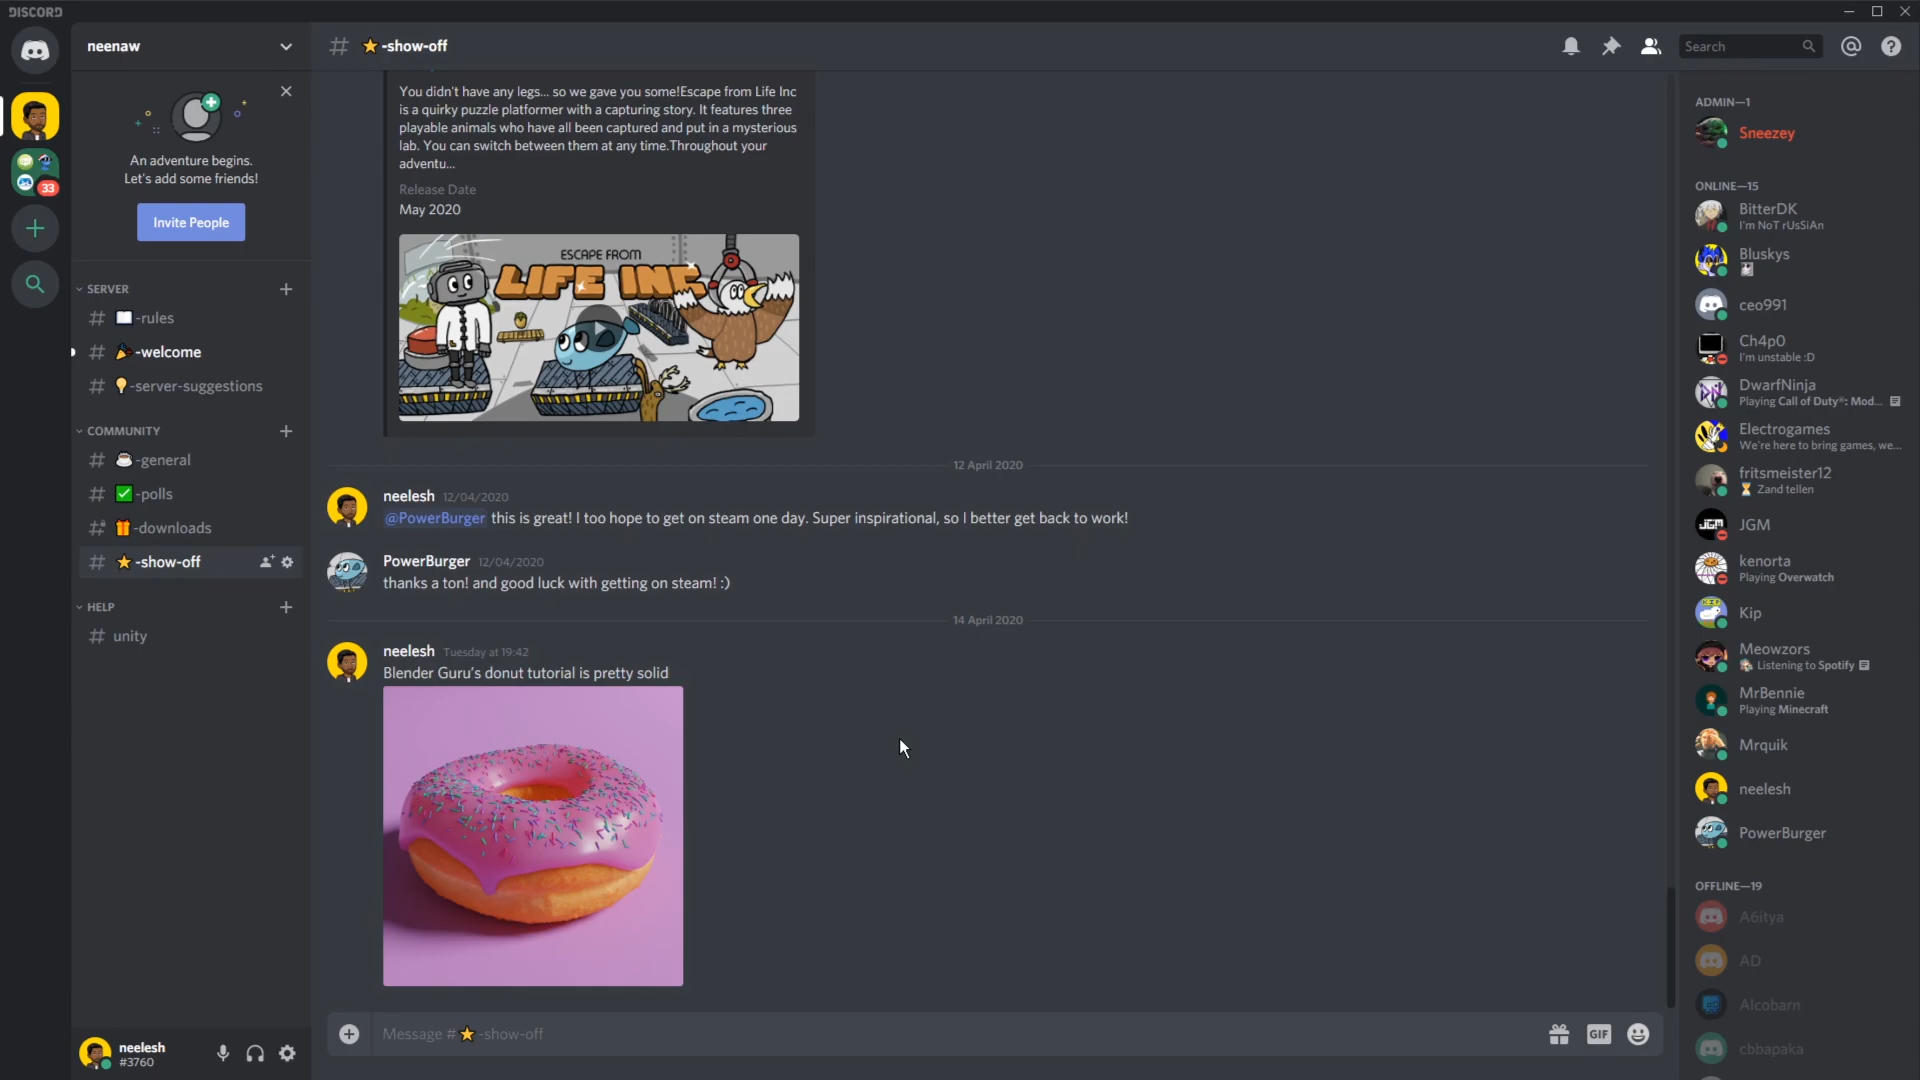 DISCORD
neenaw
An adventure begins.
Let's add some friends!
Invite People
33
SERVER
-rules
-welcome
-server-suggestions
COMMUNITY
-general
-polls
-downloads
-show-off
HELP
unity
neelesh
#3760
-show-off
Search
You didn't have any legs... so we gave you some!Escape from Life Inc
is a quirky puzzle platformer with a capturing story. It features three
playable animals who have all been captured and put in a mysterious
lab. You can switch between them at any time.Throughout your
adventu...
Release Date
May 2020
ESCAPE FROM
LIFE INC
12 April 2020
neelesh 12/04/2020
@PowerBurger this is great! I too hope to get on steam one day. Super inspirational, so I better get back to work!
PowerBurger 12/04/2020
thanks a ton! and good luck with getting on steam! :)
14 April 2020
neelesh Tuesday at 19:42
Blender Guru's donut tutorial is pretty solid
Message # -show-off
GIF
ADMIN—1
Sneezey
ONLINE—15
BitterDK
I'm NoT rUsSiAn
Bluskys
ceo991
Ch4p0
I'm unstable :D
DwarfNinja
Playing Call of Duty®: Mod...
Electrogames
We're here to bring games, we...
fritsmeister12
Zand tellen
JGM
JGM
kenorta
Playing Overwatch
KIP
Kip
Meowzors
Listening to Spotify
MrBennie
Playing Minecraft
Mrquik
neelesh
PowerBurger
OFFLINE—19
A6itya
AD
Alcobarn
cbbapaka